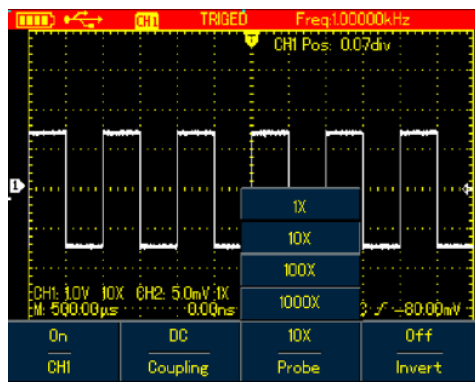 CH1 TRIGED Freq:1.00000kHz
T
CH1 Pos: 0.07div
1
1X
10X
100X
1000X
CH1: 1.0V 10X CH2: 5.0mV 1X
M: 500.00µs 0.00ns -80.00mV
On DC 10X Off
CH1 Coupling Probe Invert